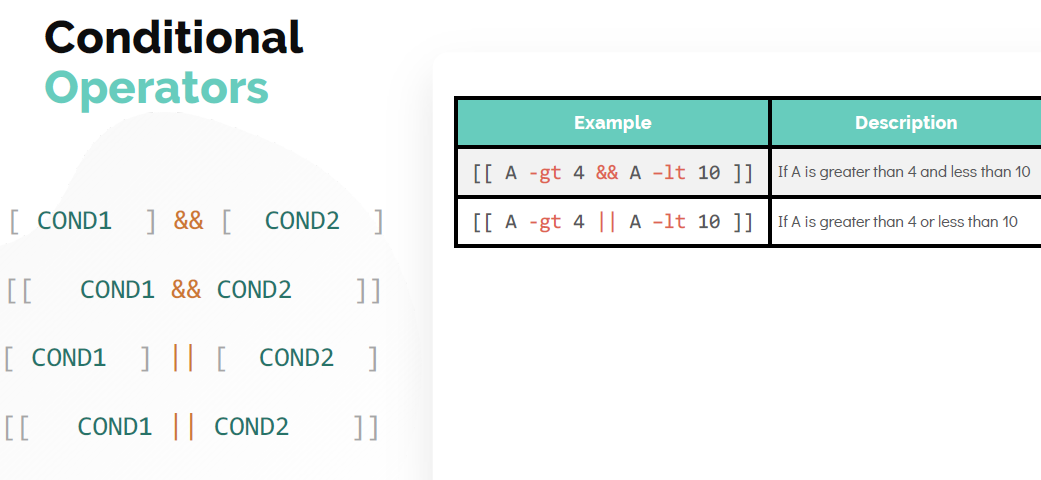 Conditional
Operators
[ COND1 ] && [ COND2 ]
[[ COND1 && COND2 ]]
[ COND1 ] || [ COND2 ]
[[ COND1 || COND2 ]]
Example Description
[[ A -gt 4 && A -lt 10 ]] If A is greater than 4 and less than 10
[[ A -gt 4 || A -lt 10 ]] If A is greater than 4 or less than 10